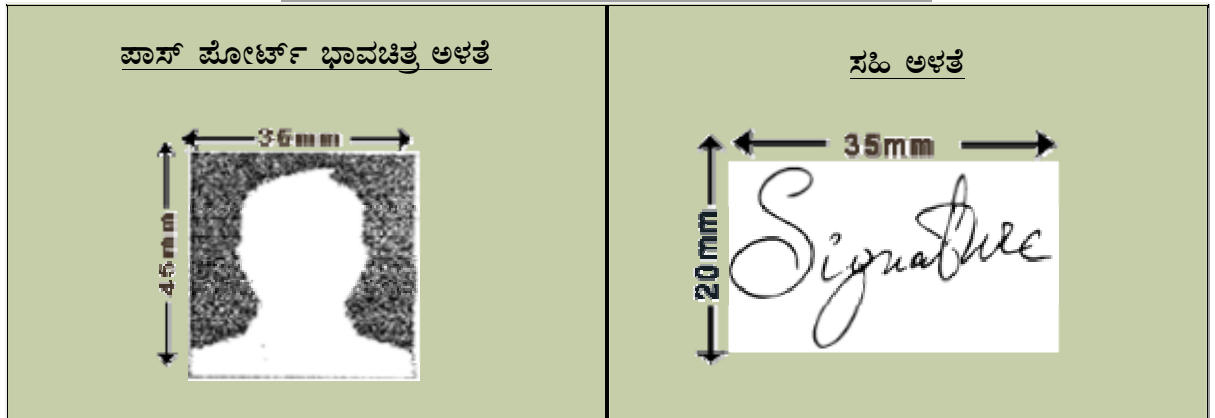 ಪಾಸ್ ಪೋರ್ಟ್ ಭಾವಚಿತ್ರ ಅಳತೆ
36mm
45mm
ಸಹಿ ಅಳತೆ
35mm
20mm
Signature